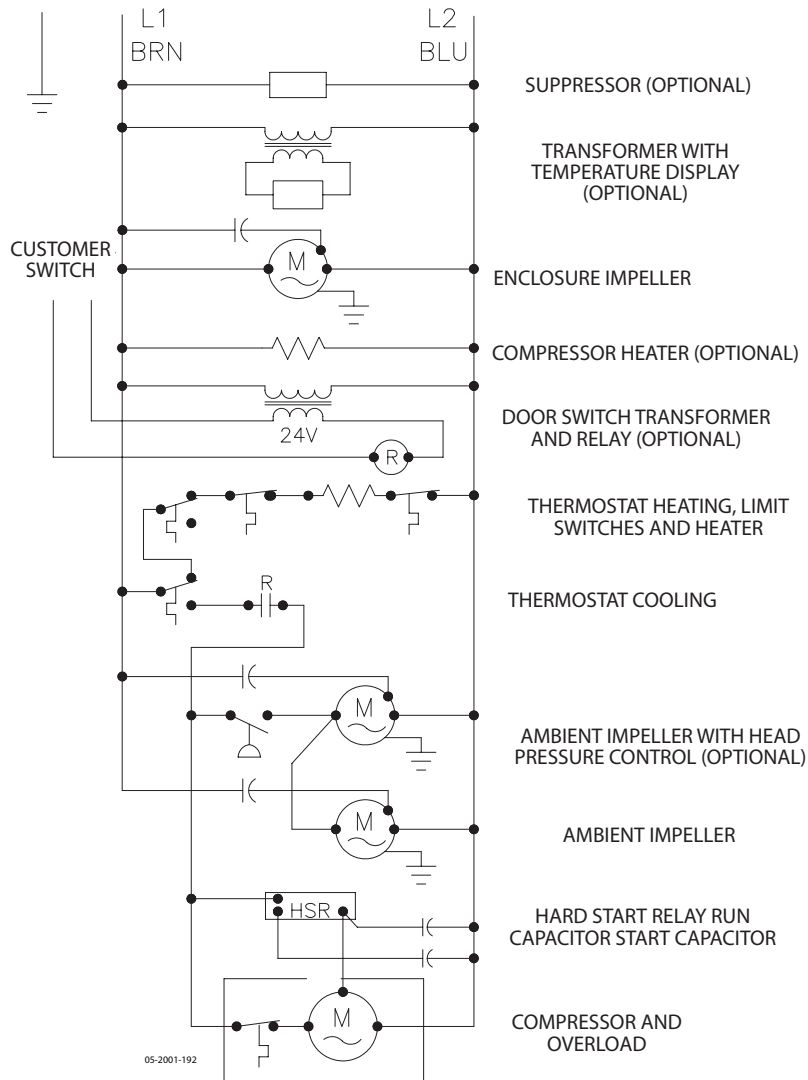 L1
BRN
L2
BLU
SUPPRESSOR (OPTIONAL)
TRANSFORMER WITH
TEMPERATURE DISPLAY
(OPTIONAL)
CUSTOMER
SWITCH
M
ENCLOSURE IMPELLER
COMPRESSOR HEATER (OPTIONAL)
24V
R
DOOR SWITCH TRANSFORMER
AND RELAY (OPTIONAL)
THERMOSTAT HEATING, LIMIT
SWITCHES AND HEATER
R
THERMOSTAT COOLING
M
AMBIENT IMPELLER WITH HEAD
PRESSURE CONTROL (OPTIONAL)
M
AMBIENT IMPELLER
HSR
HARD START RELAY RUN
CAPACITOR START CAPACITOR
M
COMPRESSOR AND
OVERLOAD
05-2001-192